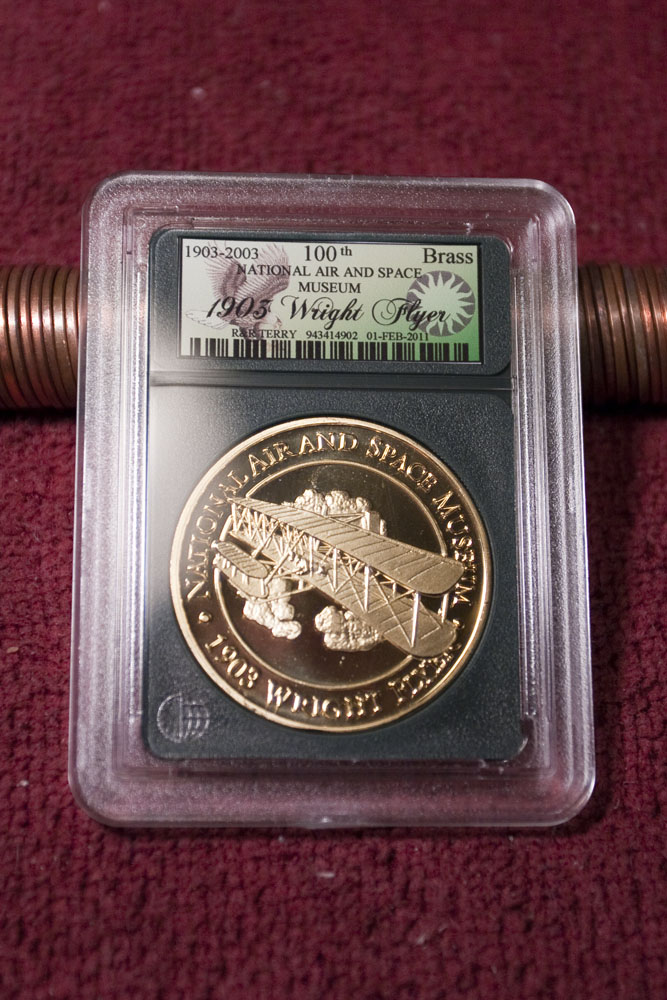 1903-2003 100th Brass
NATIONAL AIR AND SPACE
MUSEUM
1903 Wright Flyer
R&R TERRY 943414902 01-FEB-2011
NATIONAL AIR AND SPACE MUSEUM
1903 WRIGHT FLYER